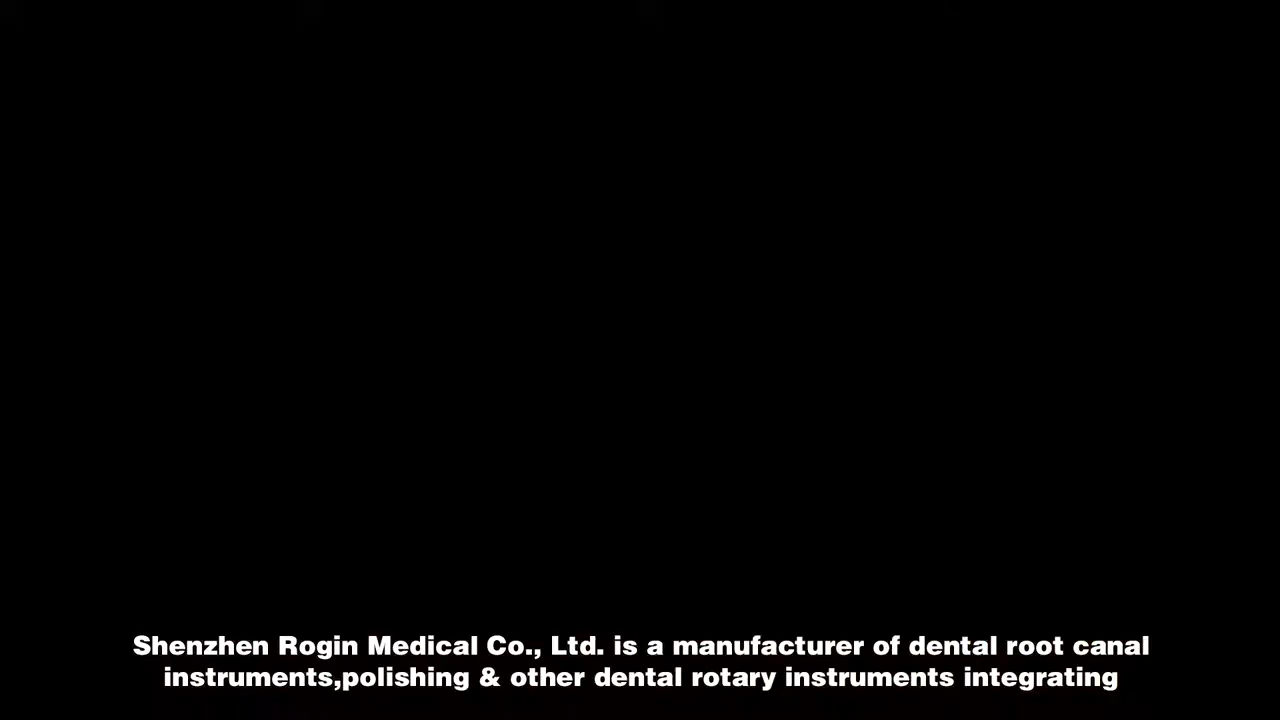 Shenzhen Rogin Medical Co., Ltd. is a manufacturer of dental root canal
instruments,polishing & other dental rotary instruments integrating